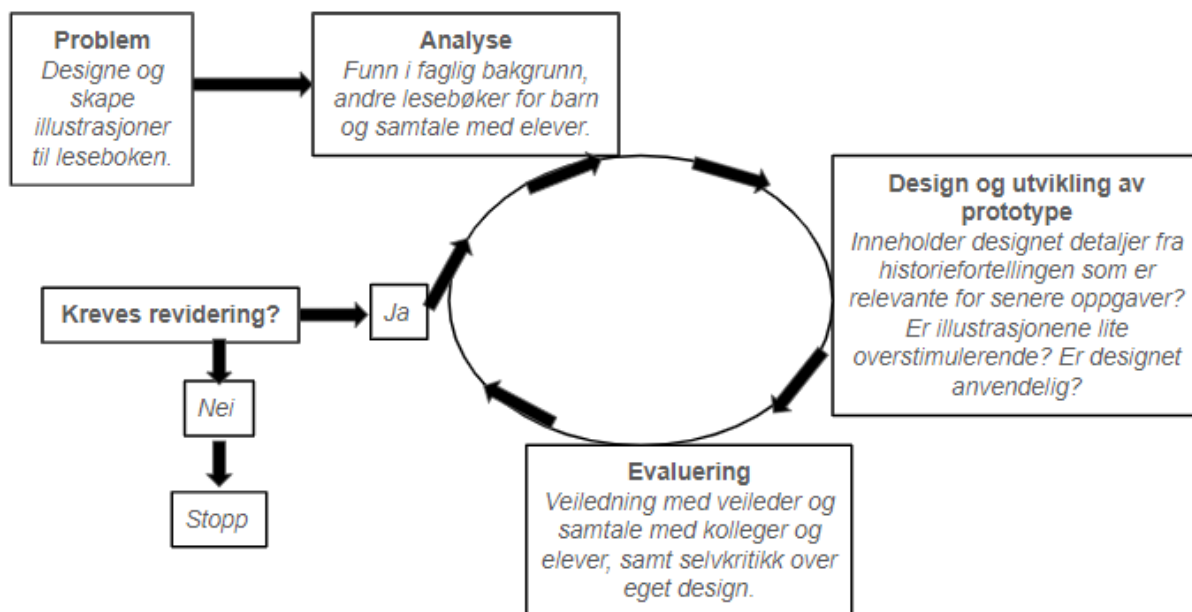 Problem
Designe og
skape
illustrasjoner
til leseboken.
Analyse
Funn i faglig bakgrunn,
andre lesebøker for barn
og samtale med elever.
Design og utvikling av
prototype
Inneholder designet detaljer fra
historiefortellingen som er
relevante for senere oppgaver?
Er illustrasjonene lite
overstimulerende? Er designet
anvendelig?
Evaluering
Veiledning med veileder og
samtale med kolleger og
elever, samt selvkritikk over
eget design.
Kreves revidering?
Ja
Nei
Stopp